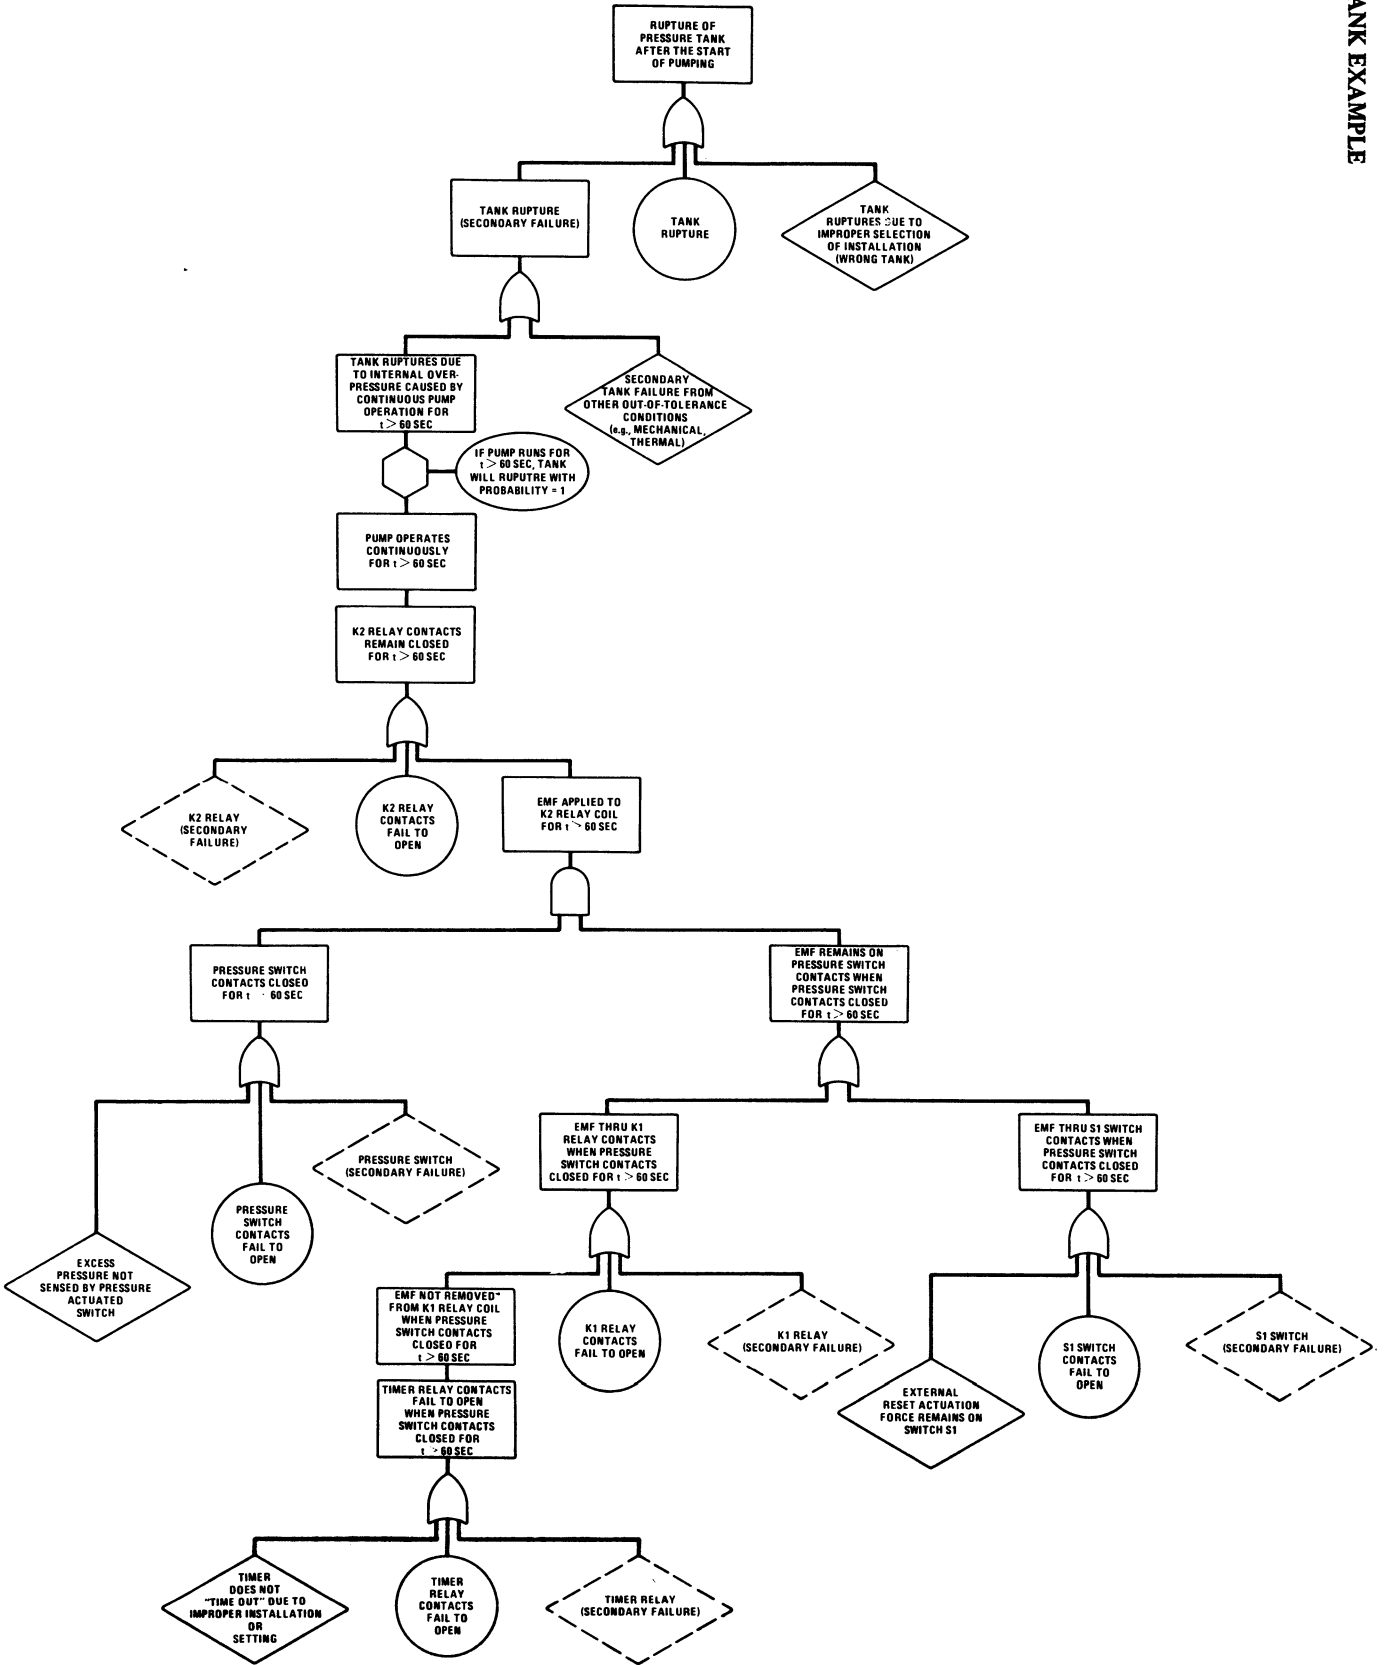 ANK EXAMPLE
RUPTURE OF
PRESSURE TANK
AFTER THE START
OF PUMPING
TANK RUPTURE
(SECONOARY FAILURE)
TANK
RUPTURE
TANK
RUPTURES DUE TO
IMPROPER SELECTION
OF INSTALLATION
(WRONG TANK)
TANK RUPTURES DUE
TO INTERNAL OVER-
PRESSURE CAUSED BY
CONTINUOUS PUMP
OPERATION FOR
t > 60 SEC
SECONDARY
TANK FAILURE FROM
OTHER OUT-OF-TOLERANCE
CONDITIONS
(e.g., MECHANICAL,
THERMAL)
IF PUMP RUNS FOR
t > 60 SEC, TANK
WILL RUPUTRE WITH
PROBABILITY = 1
PUMP OPERATES
CONTINUOUSLY
FOR t > 60 SEC
K2 RELAY CONTACTS
REMAIN CLOSED
FOR t > 60 SEC
K2 RELAY
(SECONDARY
FAILURE)
K2 RELAY
CONTACTS
FAIL TO
OPEN
EMF APPLIED TO
K2 RELAY COIL
FOR t > 60 SEC
PRESSURE SWITCH
CONTACTS CLOSED
FOR t 60 SEC
EMF REMAINS ON
PRESSURE SWITCH
CONTACTS WHEN
PRESSURE SWITCH
CONTACTS CLOSED
FOR t > 60 SEC
EXCESS
PRESSURE NOT
SENSED BY PRESSURE
ACTUATED
SWITCH
PRESSURE
SWITCH
CONTACTS
FAIL TO
OPEN
PRESSURE SWITCH
(SECONDARY FAILURE)
EMF THRU K1
RELAY CONTACTS
WHEN PRESSURE
SWITCH CONTACTS
CLOSED FOR t > 60 SEC
EMF THRU S1 SWITCH
CONTACTS WHEN
PRESSURE SWITCH
CONTACTS CLOSED
FOR t > 60 SEC
EMF NOT REMOVED
FROM K1 RELAY COIL
WHEN PRESSURE
SWITCH CONTACTS
CLOSED FOR
t > 60 SEC
K1 RELAY
CONTACTS
FAIL TO OPEN
K1 RELAY
(SECONDARY FAILURE)
EXTERNAL
RESET ACTUATION
FORCE REMAINS ON
SWITCH S1
S1 SWITCH
CONTACTS
FAIL TO
OPEN
S1 SWITCH
(SECONDARY FAILURE)
TIMER RELAY CONTACTS
FAIL TO OPEN
WHEN PRESSURE
SWITCH CONTACTS
CLOSED FOR
t > 60 SEC
TIMER
DOES NOT
"TIME OUT" DUE TO
IMPROPER INSTALLATION
OR
SETTING
TIMER
RELAY
CONTACTS
FAIL TO
OPEN
TIMER RELAY
(SECONDARY FAILURE)